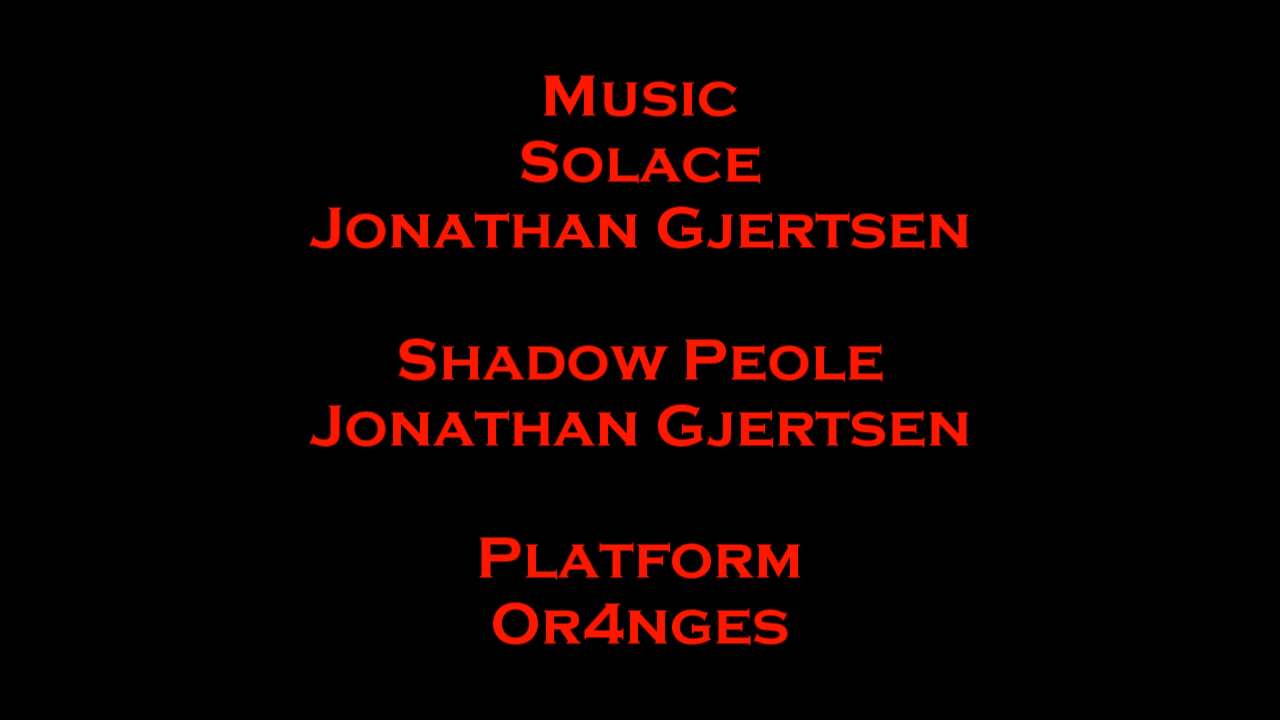 Music
Solace
Jonathan Gjertsen
Shadow Peole
Jonathan Gjertsen
Platform
Or4nges